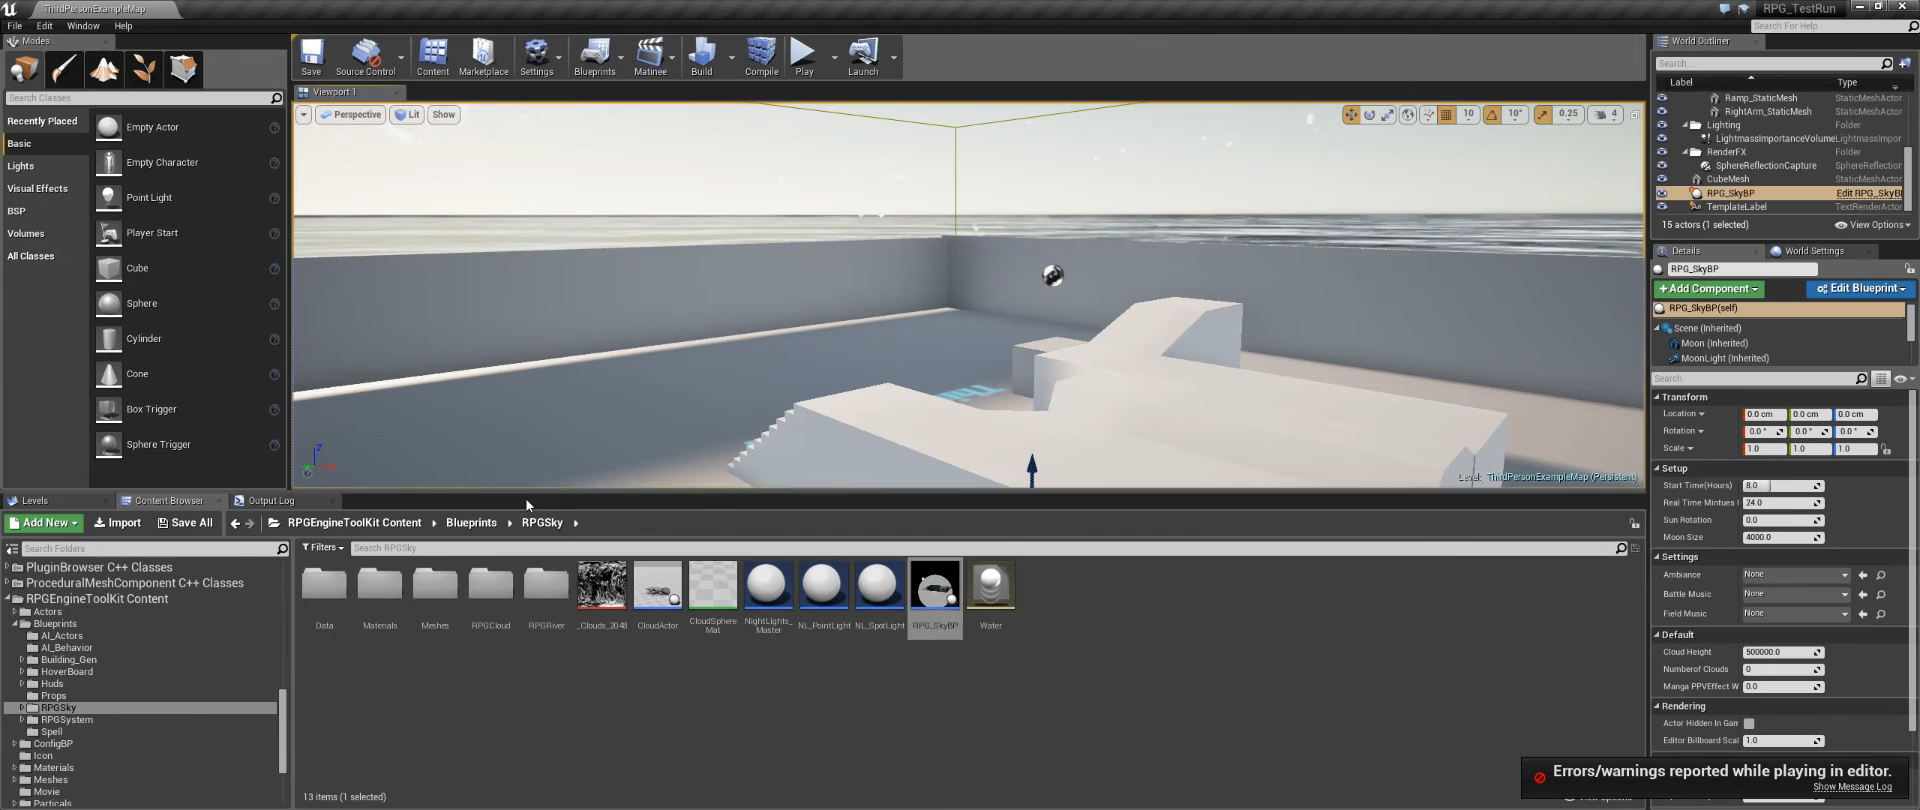 ThirdPersonExampleMap
RPG_TestRun
File Edit Window Help
Search For Help
Modes
Search Classes
Recently Placed
Basic
Lights
Visual Effects
BSP
Volumes
All Classes
Empty Actor
Empty Character
Point Light
Player Start
Cube
Sphere
Cylinder
Cone
Box Trigger
Sphere Trigger
Save Source Control Content Marketplace Settings Blueprints Matinee Build Compile Play Launch
Viewport 1
Perspective Lit Show
10 10° 0.25 4
Level: ThirdPersonExampleMap (Persistent)
World Outliner
Search...
Label Type
Ramp_StaticMesh StaticMeshActor
RightArm_StaticMesh StaticMeshActor
Lighting Folder
LightmassImportanceVolume LightmassImpor
RenderFX Folder
SphereReflectionCapture SphereReflection
CubeMesh StaticMeshActor
RPG_SkyBP Edit RPG_SkyBP
TemplateLabel TextRenderActor
15 actors (1 selected) View Options
Details World Settings
RPG_SkyBP
+Add Component Edit Blueprint
RPG_SkyBP(self)
Scene (Inherited)
Moon (Inherited)
MoonLight (Inherited)
Search
Transform
Location 0.0 cm 0.0 cm 0.0 cm
Rotation 0.0 ° 0.0 ° 0.0 °
Scale 1.0 1.0 1.0
Setup
Start Time(Hours) 8.0
Real Time Mintues 24.0
Sun Rotation 0.0
Moon Size 4000.0
Settings
Ambiance None
Battle Music None
Field Music None
Default
Cloud Height 500000.0
Numberof Clouds 0
Manga PPVEffect W 0.0
Rendering
Actor Hidden In Gam
Editor Billboard Scal 1.0
Errors/warnings reported while playing in editor.
Show Message Log
Levels Content Browser Output Log
Add New Import Save All RPGEngineToolKit Content Blueprints RPGSky
Search Folders
PluginBrowser C++ Classes
ProceduralMeshComponent C++ Classes
RPGEngineToolKit Content
Actors
Blueprints
AI_Actors
AI_Behavior
Building_Gen
HoverBoard
Huds
Props
RPGSky
RPGSystem
Spell
ConfigBP
Icon
Materials
Meshes
Movie
Particals
Filters Search RPGSky
Data Materials Meshes RPGCloud RPGRiver _Clouds_2048 CloudActor CloudSphere
Mat NightLights_
Master NL_PointLight NL_SpotLight RPG_SkyBP Water
13 items (1 selected)